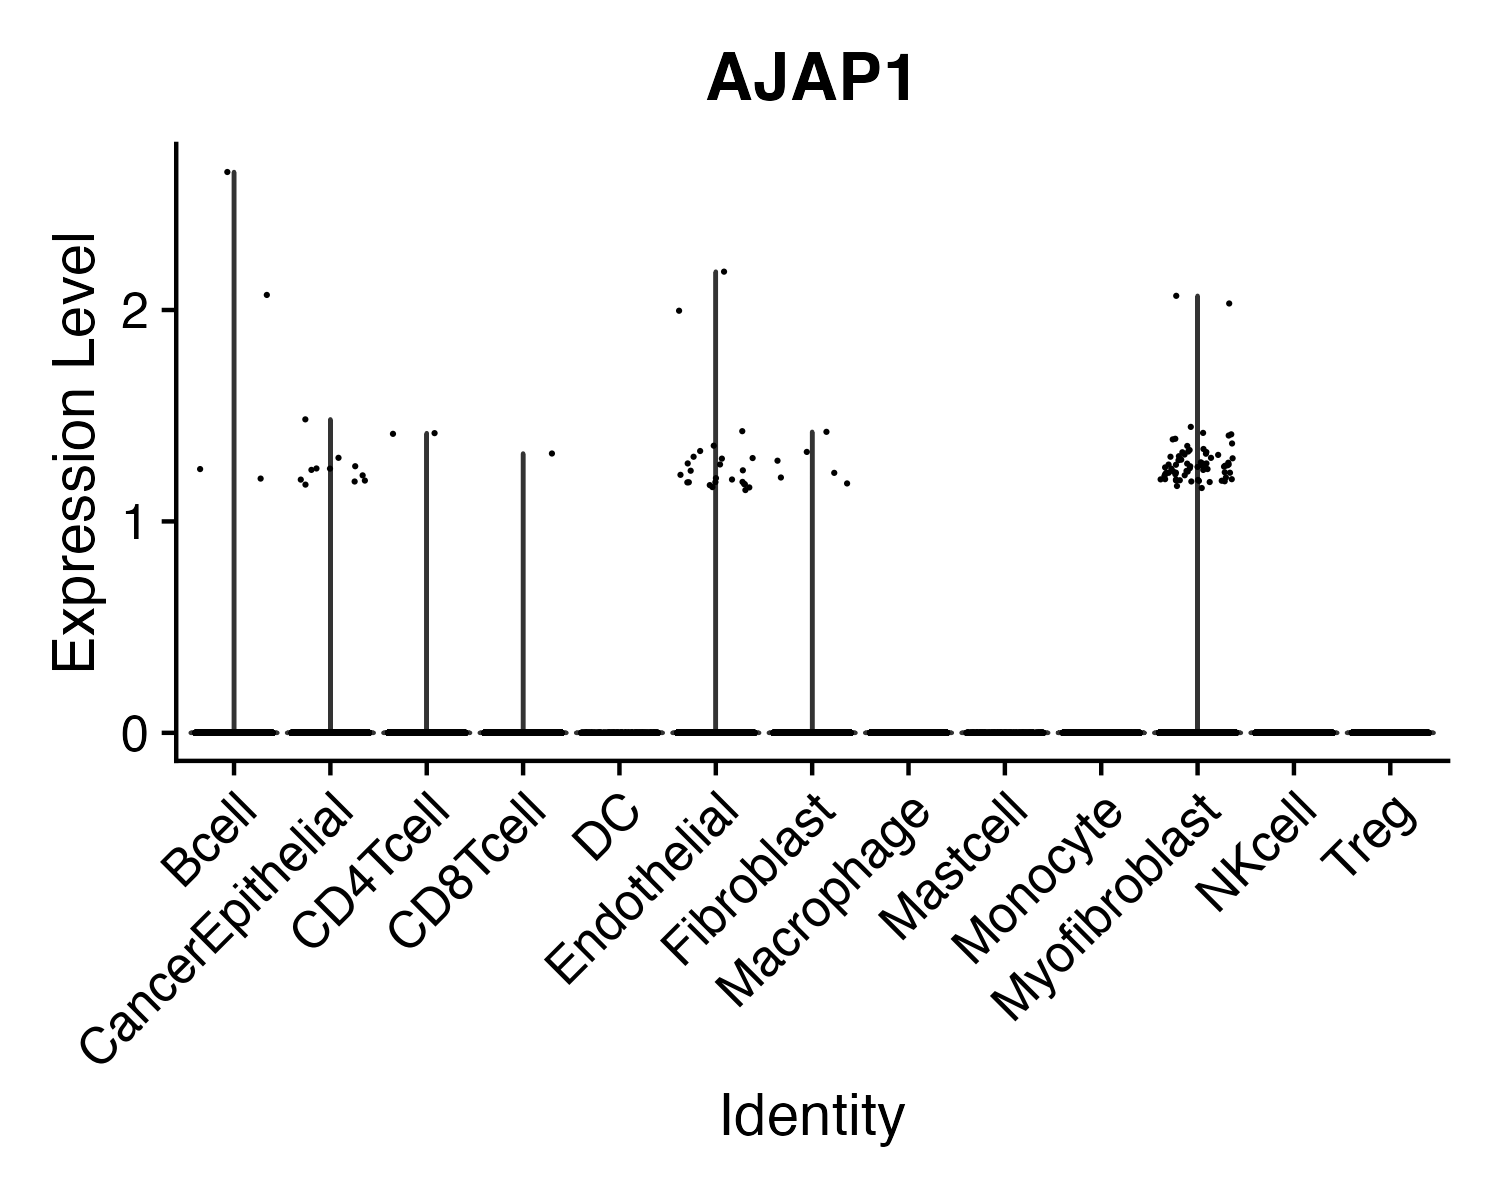 AJAP1
Expression Level
2
1
0
Bcell
CancerEpithelial
CD4Tcell
CD8Tcell
DC
Endothelial
Fibroblast
Macrophage
Mastcell
Monocyte
Myofibroblast
NKcell
Treg
Identity